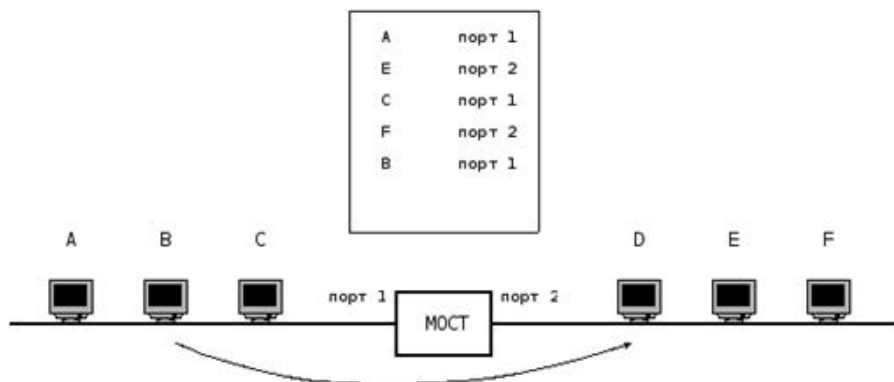 A порт 1
E порт 2
C порт 1
F порт 2
B порт 1
A B C D E F
порт 1 порт 2
МОСТ